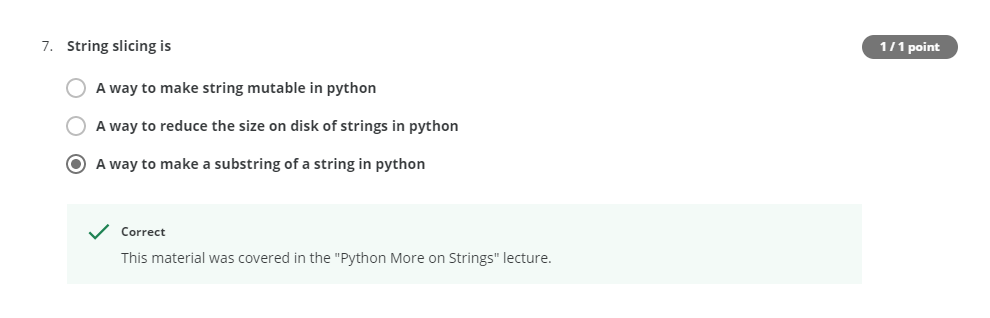 7. String slicing is
1 / 1 point
A way to make string mutable in python
A way to reduce the size on disk of strings in python
A way to make a substring of a string in python
Correct
This material was covered in the "Python More on Strings" lecture.